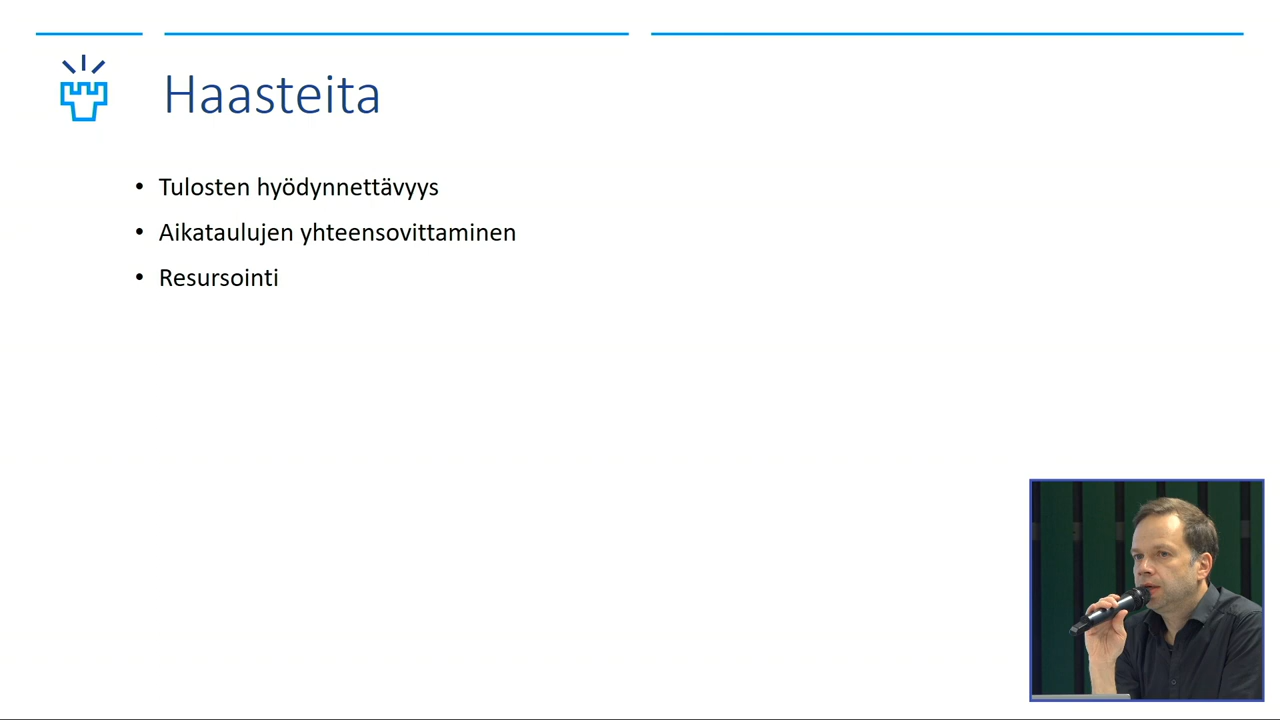 Haasteita
• Tulosten hyödynnettävyys
• Aikataulujen yhteensovittaminen
• Resursointi